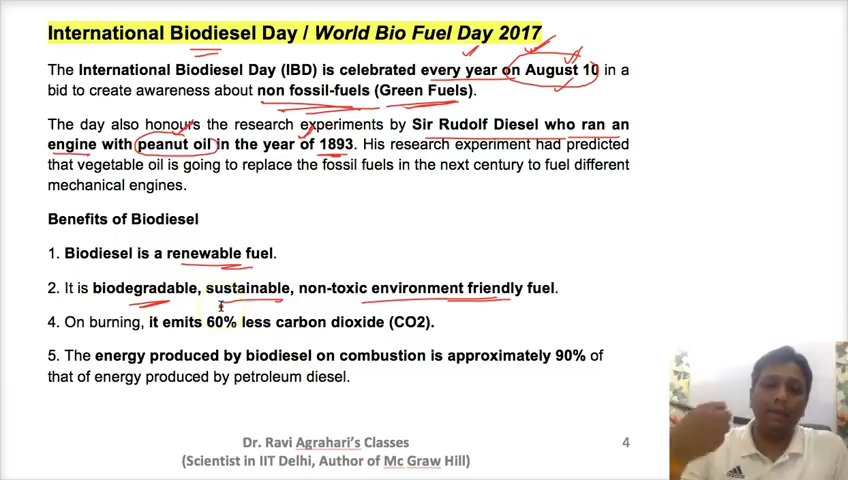 International Biodiesel Day / World Bio Fuel Day 2017
The International Biodiesel Day (IBD) is celebrated every year on August 10 in a
bid to create awareness about non fossil-fuels (Green Fuels).
The day also honours the research experiments by Sir Rudolf Diesel who ran an
engine with peanut oil in the year of 1893. His research experiment had predicted
that vegetable oil is going to replace the fossil fuels in the next century to fuel different
mechanical engines.
Benefits of Biodiesel
1. Biodiesel is a renewable fuel.
2. It is biodegradable, sustainable, non-toxic environment friendly fuel.
4. On burning, it emits 60% less carbon dioxide (CO2).
5. The energy produced by biodiesel on combustion is approximately 90% of
that of energy produced by petroleum diesel.
Dr. Ravi Agrahari's Classes
(Scientist in IIT Delhi, Author of Mc Graw Hill)
4